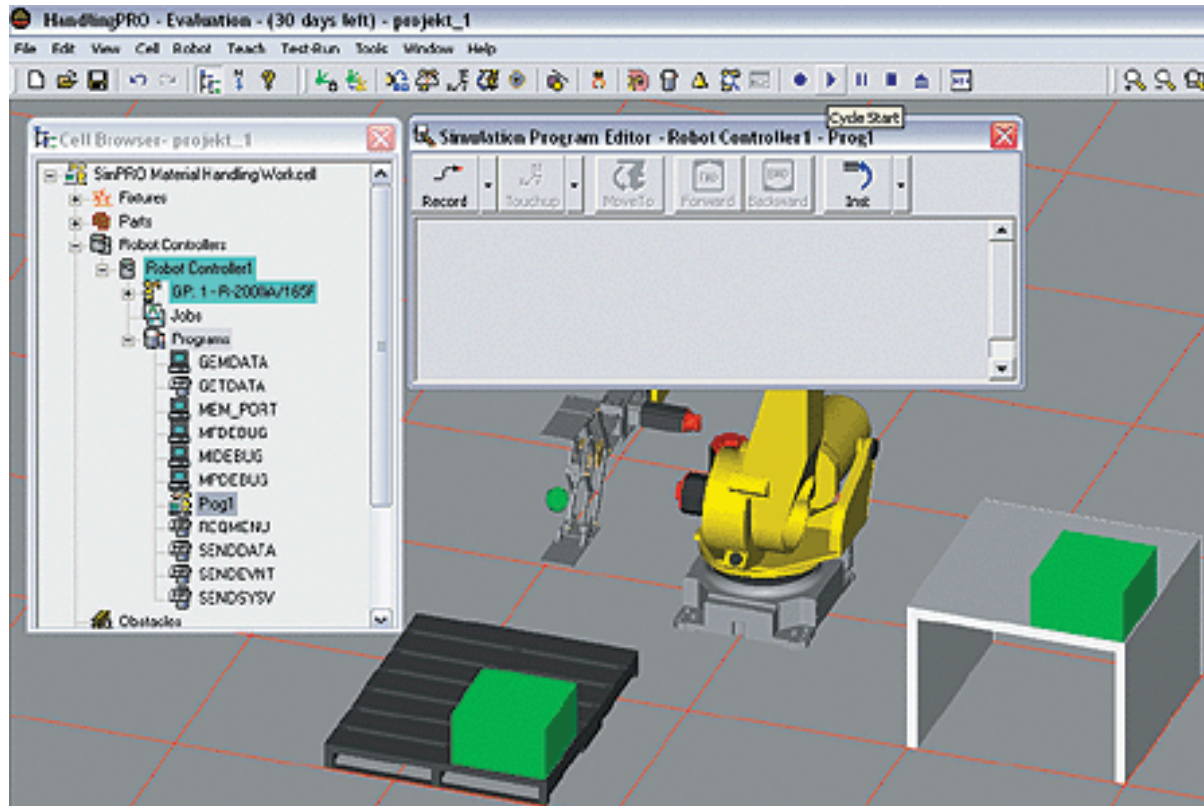 HandlingPRO - Evaluation - (30 days left) - projekt_1
File Edit View Cell Robot Teach Test-Run Tools Window Help
Cycle Start
Cell Browser- projekt_1
Simulation Program Editor - Robot Controller1 - Prog1
Record
Touchup
MoveTo
Forward
Backward
Inst
SimPRO Material Handling Workcell
Fixtures
Parts
Robot Controllers
Robot Controller1
GP: 1 - R-2000iA/165F
Jobs
Programs
GEMDATA
GETDATA
MEM_PORT
MFDEBUG
MIDEBUG
MPDEBUG
Prog1
REQMENU
SENDDATA
SENDEVNT
SENDSYSV
Obstacles